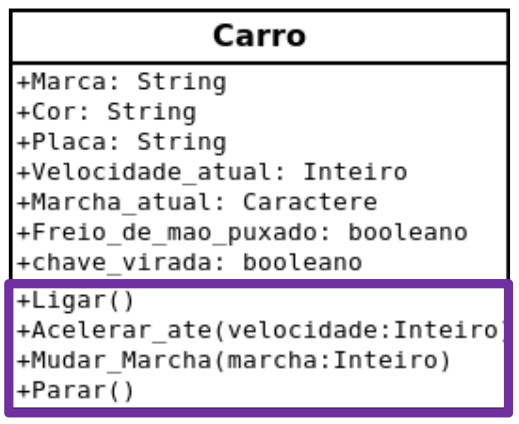 Carro
+Marca: String
+Cor: String
+Placa: String
+Velocidade_atual: Inteiro
+Marcha_atual: Caractere
+Freio_de_mao_puxado: booleano
+chave_virada: booleano
+Ligar()
+Acelerar_ate(velocidade:Inteiro)
+Mudar_Marcha(marcha:Inteiro)
+Parar()